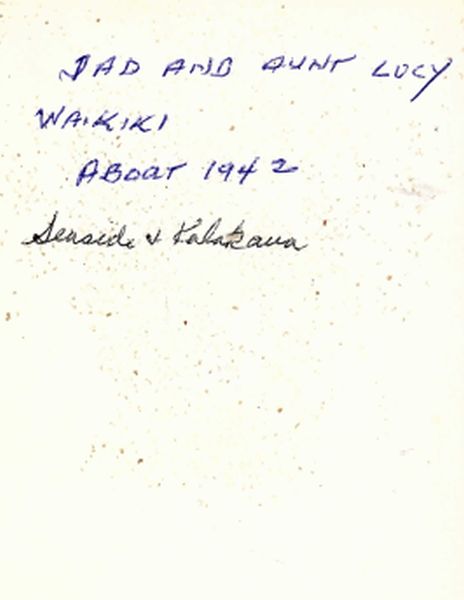 DAD AND AUNT LUCY
WAIKIKI
ABOUT 1942
Seaside & Kalakaua